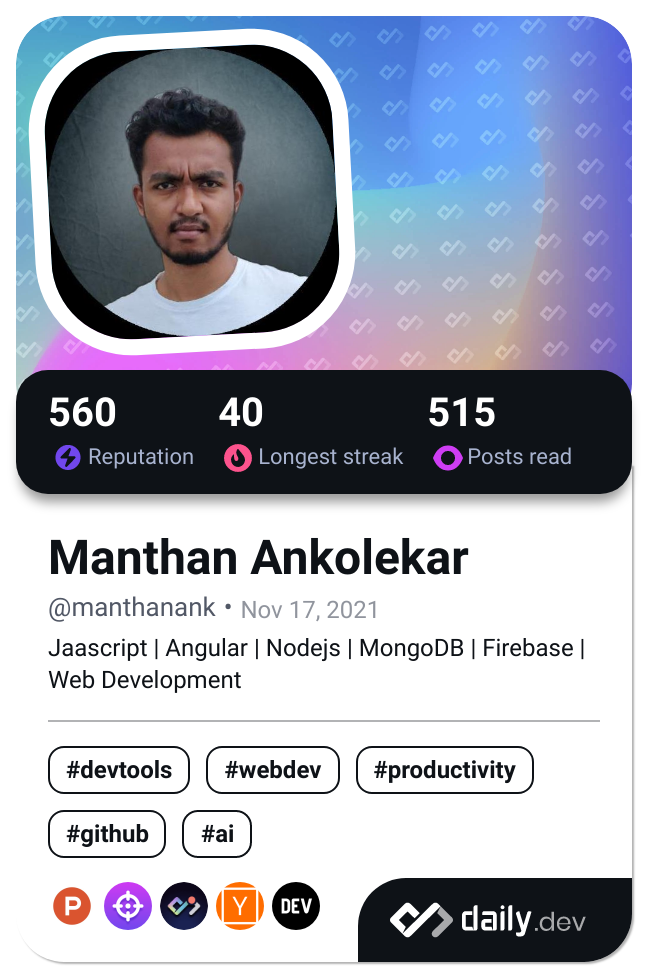 560 40 515
Reputation Longest streak Posts read
Manthan Ankolekar
@manthanank • Nov 17, 2021
Jaascript | Angular | Nodejs | MongoDB | Firebase |
Web Development
#devtools #webdev #productivity
#github #ai
P Y DEV daily.dev